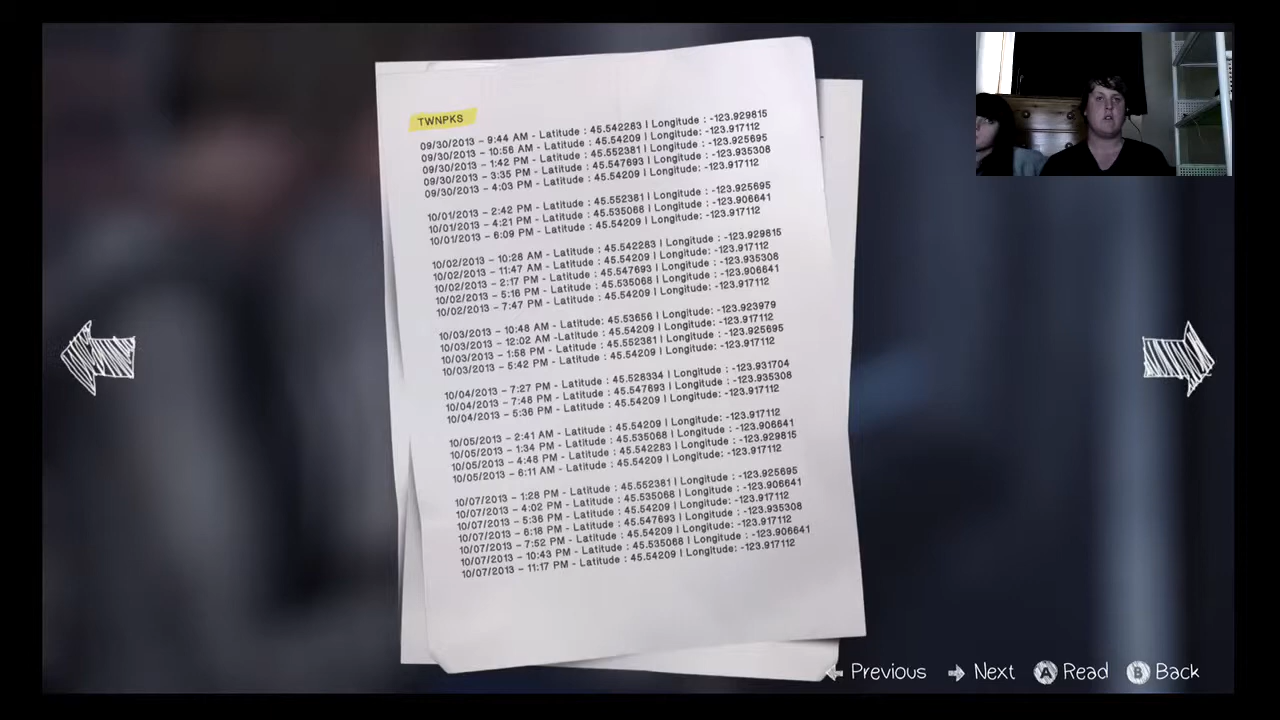 TWNPKS
09/30/2013 - 9:44 AM - Latitude : 45.542283 | Longitude : -123.929815
09/30/2013 - 10:56 AM - Latitude : 45.54209 | Longitude : -123.917112
09/30/2013 - 1:42 PM - Latitude : 45.552381 | Longitude : -123.925695
09/30/2013 - 3:35 PM - Latitude : 45.547693 | Longitude : -123.935308
09/30/2013 - 4:03 PM - Latitude : 45.54209 | Longitude : -123.917112
10/01/2013 - 2:42 PM - Latitude : 45.552381 | Longitude : -123.925695
10/01/2013 - 4:21 PM - Latitude : 45.535068 | Longitude : -123.906641
10/01/2013 - 6:09 PM - Latitude : 45.54209 | Longitude: -123.917112
10/02/2013 - 10:28 AM - Latitude : 45.542283 | Longitude : -123.929815
10/02/2013 - 11:47 AM - Latitude : 45.54209 | Longitude: -123.917112
10/02/2013 - 2:17 PM - Latitude : 45.547693 | Longitude : -123.935308
10/02/2013 - 5:16 PM - Latitude : 45.535068 | Longitude : -123.906641
10/02/2013 - 7:47 PM - Latitude : 45.54209 | Longitude: -123.917112
10/03/2013 - 10:48 AM - Latitude: 45.53656 | Longitude : -123.923979
10/03/2013 - 12:02 AM -Latitude : 45.54209 | Longitude: -123.917112
10/03/2013 - 1:58 PM - Latitude : 45.552381 | Longitude : -123.925695
10/03/2013 - 5:42 PM - Latitude : 45.54209 | Longitude: -123.917112
10/04/2013 - 7:27 PM - Latitude : 45.528334 | Longitude : -123.931704
10/04/2013 - 7:48 PM - Latitude : 45.547693 | Longitude : -123.935308
10/04/2013 - 5:36 PM - Latitude : 45.54209 | Longitude: -123.917112
10/05/2013 - 2:41 AM - Latitude : 45.54209 | Longitude: -123.917112
10/05/2013 - 1:34 PM - Latitude : 45.535068 | Longitude : -123.906641
10/05/2013 - 4:48 PM - Latitude : 45.542283 | Longitude : -123.929815
10/05/2013 - 6:11 AM - Latitude : 45.54209 | Longitude: -123.917112
10/07/2013 - 1:28 PM - Latitude : 45.552381 | Longitude : -123.925695
10/07/2013 - 4:02 PM - Latitude : 45.535068 | Longitude : -123.906641
10/07/2013 - 5:36 PM - Latitude : 45.54209 | Longitude: -123.917112
10/07/2013 - 6:18 PM - Latitude : 45.547693 | Longitude : -123.935308
10/07/2013 - 7:52 PM - Latitude : 45.54209 | Longitude: -123.917112
10/07/2013 - 10:43 PM - Latitude : 45.535068 | Longitude : -123.906641
10/07/2013 - 11:17 PM - Latitude : 45.54209 | Longitude: -123.917112
Previous Next A Read B Back